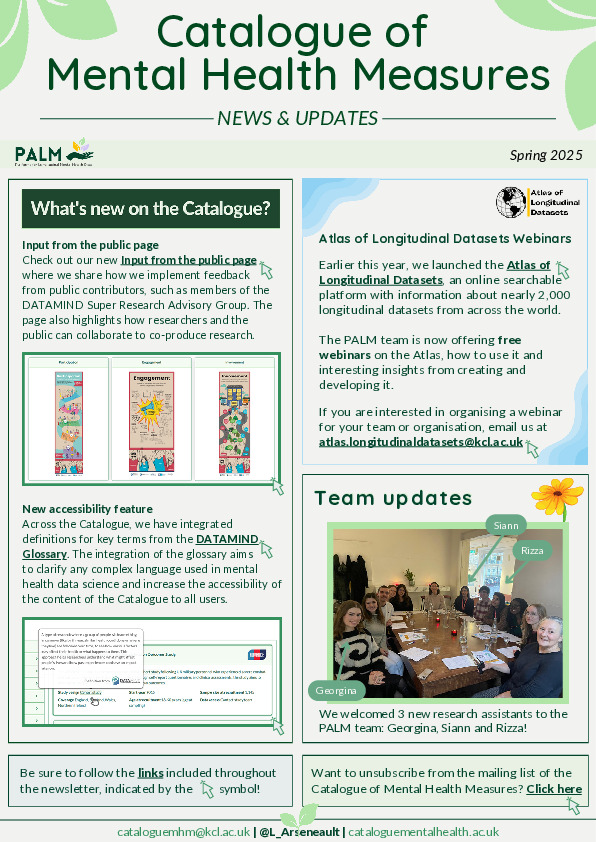 Catalogue of
Mental Health Measures
NEWS & UPDATES
PALM
Spring 2025
What's new on the Catalogue?
Input from the public page
Check out our new Input from the public page
where we share how we implement feedback
from public contributors, such as members of the
DATAMIND Super Research Advisory Group. The
page also highlights how researchers and the
public can collaborate to co-produce research.
Participation
Engagement
Involvement
Engagement
New accessibility feature
Across the Catalogue, we have integrated
definitions for key terms from the DATAMIND
Glossary. The integration of the glossary aims
to clarify any complex language used in mental
health data science and increase the accessibility of
the content of the Catalogue to all users.
Atlas of
Longitudinal
Datasets
Atlas of Longitudinal Datasets Webinars
Earlier this year, we launched the Atlas of
Longitudinal Datasets, an online searchable
platform with information about nearly 2,000
longitudinal datasets from across the world.
The PALM team is now offering free
webinars on the Atlas, how to use it and
interesting insights from creating and
developing it.
If you are interested in organising a webinar
for your team or organisation, email us at
atlas.longitudinaldatasets@kcl.ac.uk
Team updates
Siann
Rizza
Georgina
We welcomed 3 new research assistants to the
PALM team: Georgina, Siann and Rizza!
Be sure to follow the links included throughout
the newsletter, indicated by the symbol!
Want to unsubscribe from the mailing list of the
Catalogue of Mental Health Measures? Click here
cataloguemhm@kcl.ac.uk | @L_Arseneault | cataloguementalhealth.ac.uk